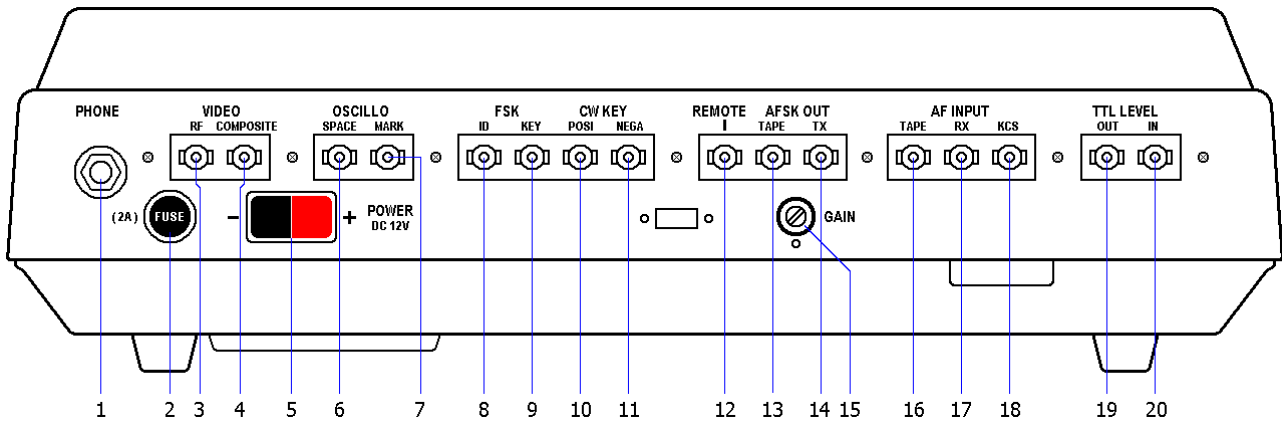 PHONE VIDEO OSCILLO FSK CW KEY REMOTE AFSK OUT AF INPUT TTL LEVEL
RF COMPOSITE SPACE MARK ID KEY POSI NEGA I TAPE TX TAPE RX KCS OUT IN
(2A) FUSE - + POWER GAIN
DC 12V
1 2 3 4 5 6 7 8 9 10 11 12 13 14 15 16 17 18 19 20